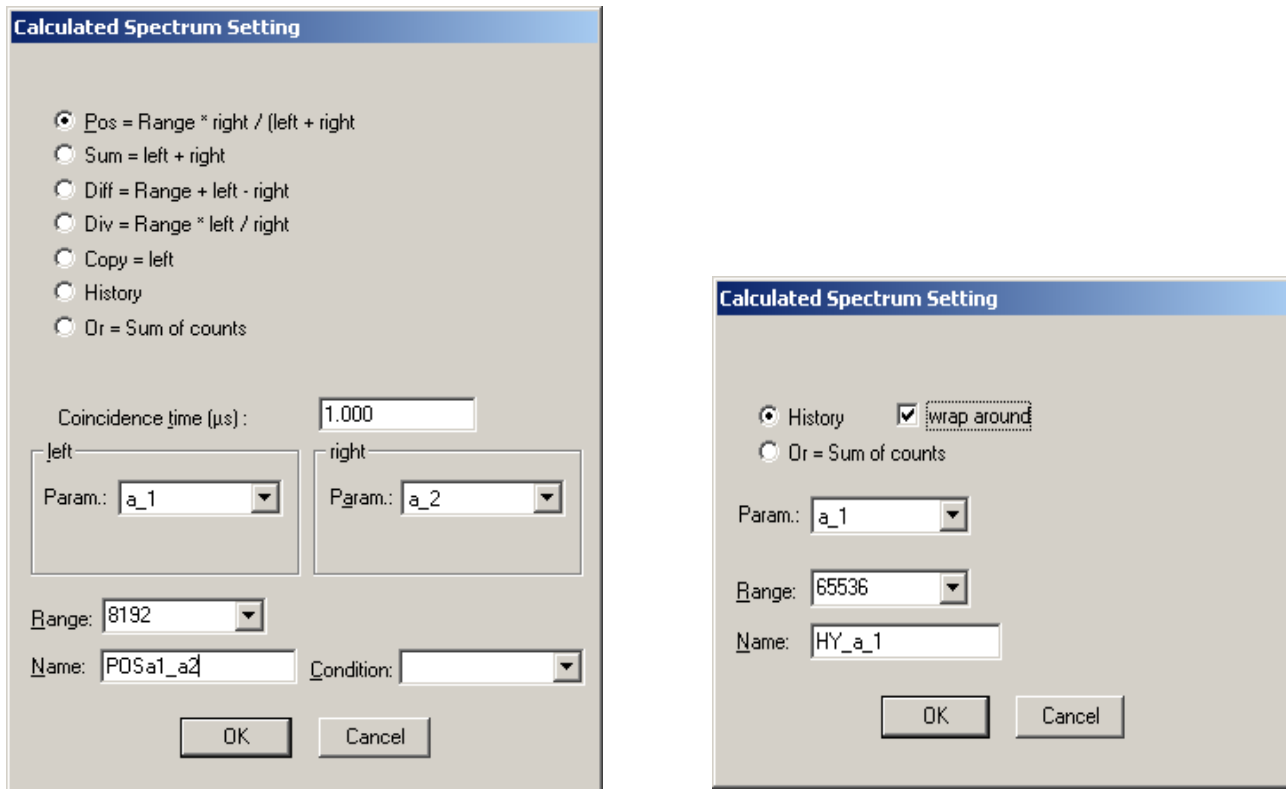 Calculated Spectrum Setting
Pos = Range * right / (left + right
Sum = left + right
Diff = Range + left - right
Div = Range * left / right
Copy = left
History
Or = Sum of counts
Coincidence time (µs) : 1.000
left
Param.: a_1
right
Param.: a_2
Range: 8192
Name: POSa1_a2 Condition:
OK Cancel
Calculated Spectrum Setting
History wrap around
Or = Sum of counts
Param.: a_1
Range: 65536
Name: HY_a_1
OK Cancel